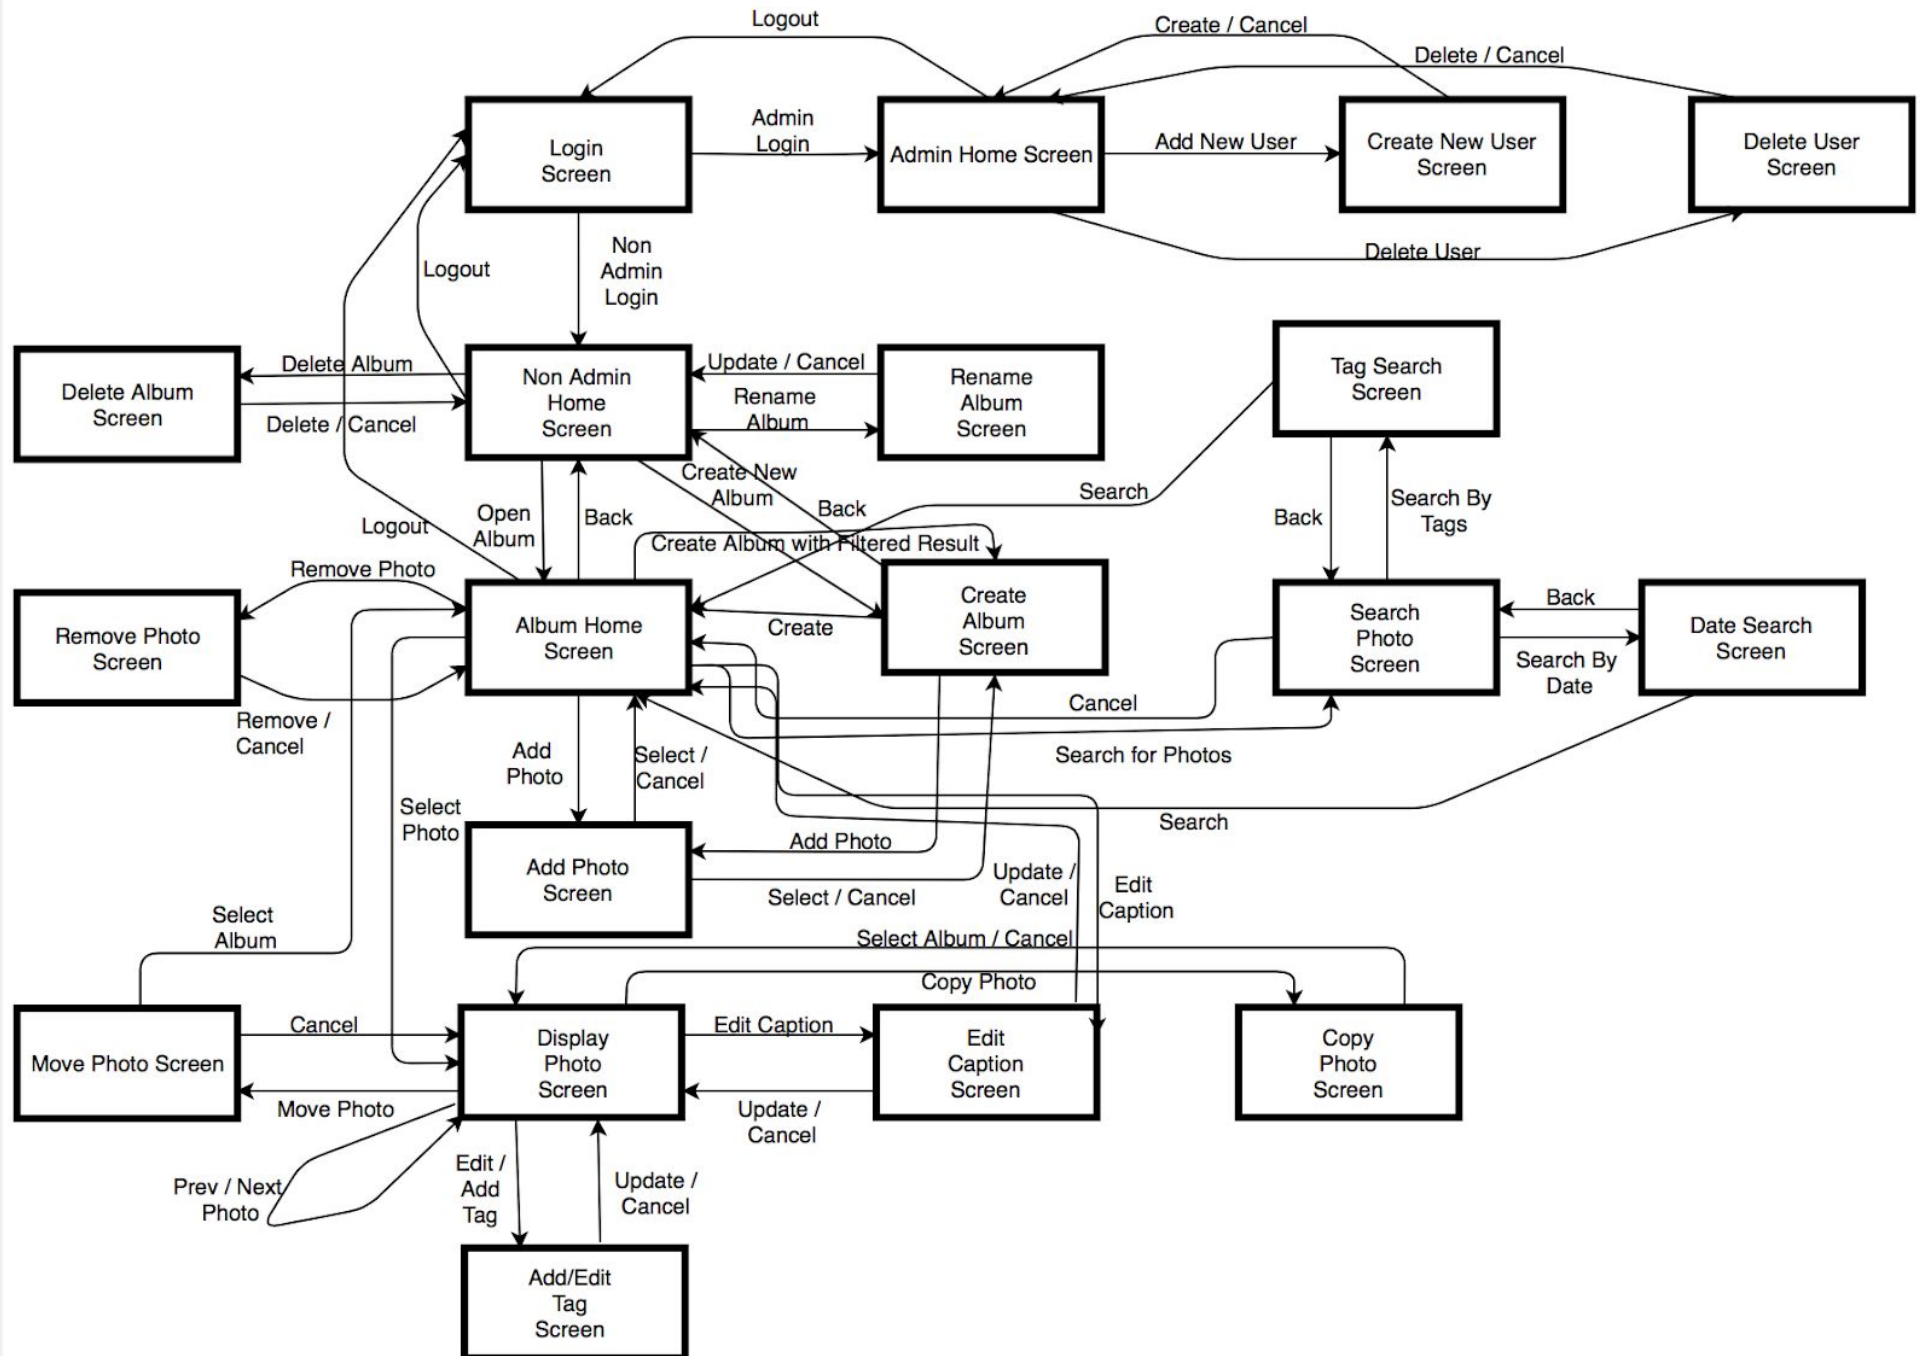 Logout
Create / Cancel
Delete / Cancel
Login
Screen
Admin
Login
Admin Home Screen
Add New User
Create New User
Screen
Delete User
Screen
Delete User
Non
Admin
Login
Logout
Delete Album
Screen
Delete Album
Delete / Cancel
Non Admin
Home
Screen
Update / Cancel
Rename
Album
Rename
Album
Screen
Tag Search
Screen
Create New
Album
Back
Search
Back
Search By
Tags
Logout
Open
Album
Back
Create Album with Filtered Result
Remove Photo
Remove Photo
Screen
Remove /
Cancel
Album Home
Screen
Create
Create
Album
Screen
Search
Photo
Screen
Back
Search By
Date
Date Search
Screen
Cancel
Search for Photos
Search
Add
Photo
Select /
Cancel
Select
Photo
Add Photo
Screen
Add Photo
Select / Cancel
Update /
Cancel
Edit
Caption
Select
Album
Select Album / Cancel
Copy Photo
Move Photo Screen
Cancel
Move Photo
Display
Photo
Screen
Edit Caption
Update /
Cancel
Edit
Caption
Screen
Copy
Photo
Screen
Prev / Next
Photo
Edit /
Add
Tag
Update /
Cancel
Add/Edit
Tag
Screen